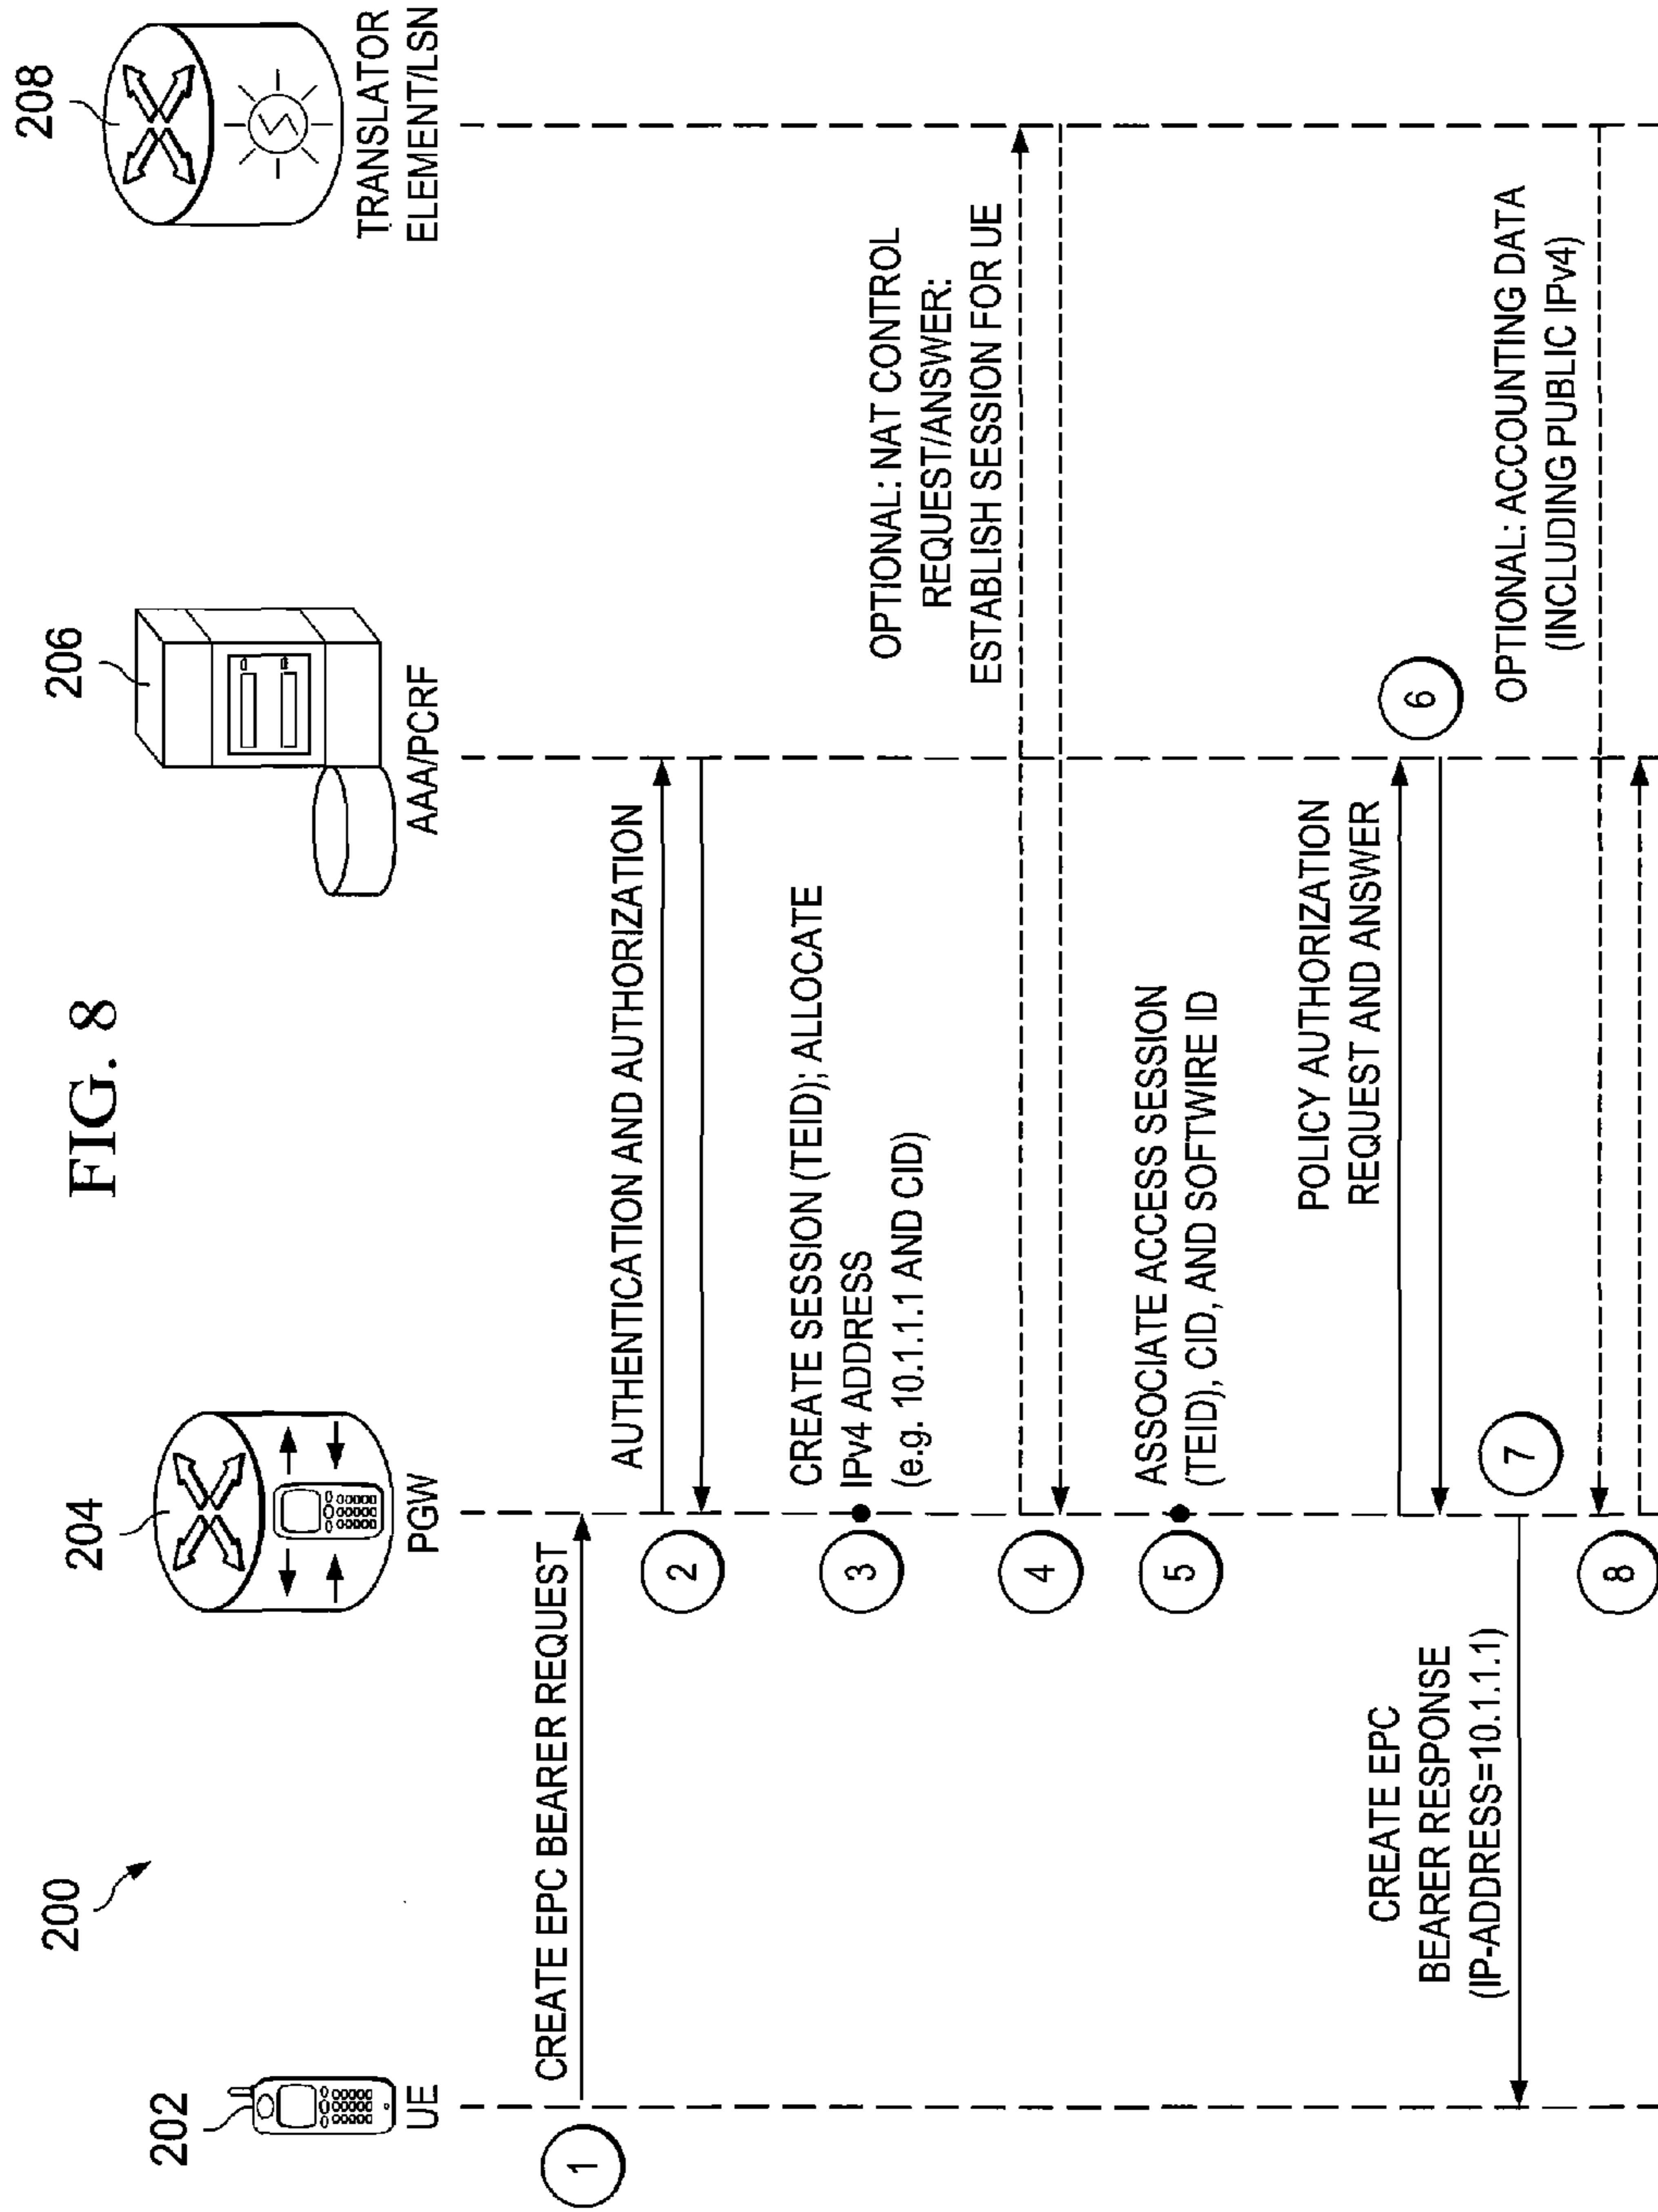 FIG. 8
200
202
UE
204
PGW
206
AAA/PCRF
208
TRANSLATOR
ELEMENT/LSN
1
CREATE EPC BEARER REQUEST
2
AUTHENTICATION AND AUTHORIZATION
3
CREATE SESSION (TEID); ALLOCATE
IPv4 ADDRESS
(e.g. 10.1.1.1 AND CID)
4
OPTIONAL: NAT CONTROL
REQUEST/ANSWER:
ESTABLISH SESSION FOR UE
5
ASSOCIATE ACCESS SESSION
(TEID), CID, AND SOFTWIRE ID
POLICY AUTHORIZATION
REQUEST AND ANSWER
6
CREATE EPC
BEARER RESPONSE
(IP-ADDRESS=10.1.1.1)
7
8
OPTIONAL: ACCOUNTING DATA
(INCLUDING PUBLIC IPv4)